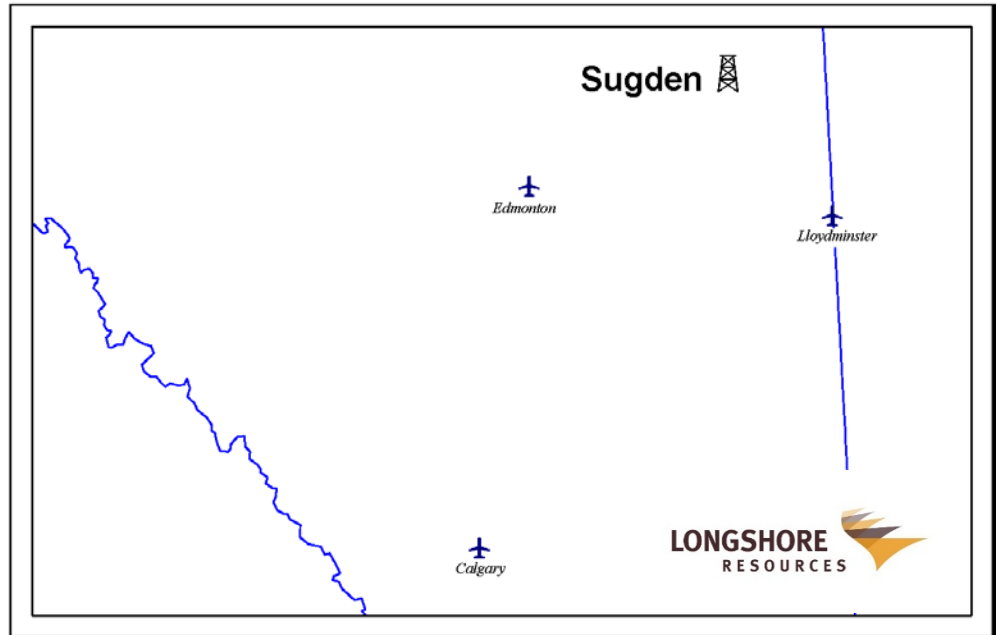 Sugden
Edmonton
Lloydminster
LONGSHORE
RESOURCES
Calgary